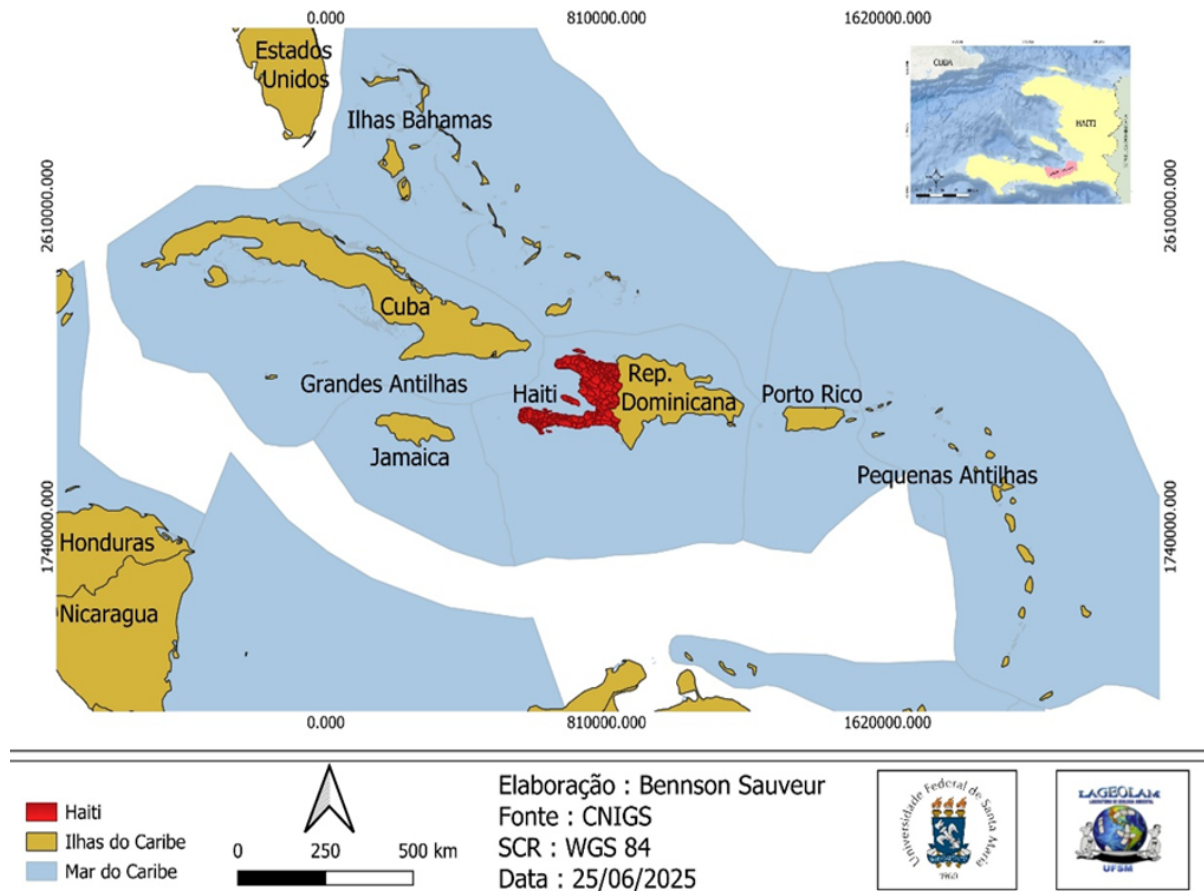 0.000
810000.000
1620000.000
Estados
Unidos
Ilhas Bahamas
CUBA
HAITI
2610000.000
2610000.000
Cuba
Grandes Antilhas
Haiti
Rep.
Dominicana
Porto Rico
Jamaica
Pequenas Antilhas
1740000.000
1740000.000
Honduras
Nicaragua
0.000
810000.000
1620000.000
Haiti
Ilhas do Caribe
Mar do Caribe
0
250
500 km
Elaboração : Bennson Sauveur
Fonte : CNIGS
SCR : WGS 84
Data : 25/06/2025
Universidade Federal de Santa Maria
1960
LAGEOLAM
UFSM